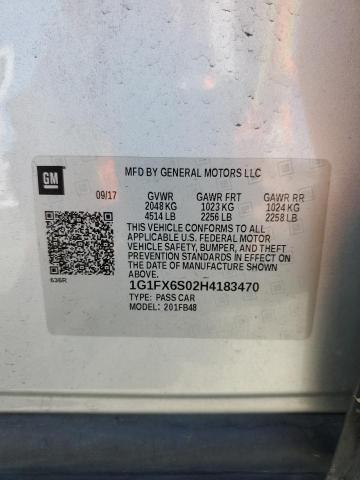 GM
MFD BY GENERAL MOTORS LLC
09/17 GVWR GAWR FRT GAWR RR
2048 KG 1023 KG 1024 KG
4514 LB 2256 LB 2258 LB
THIS VEHICLE CONFORMS TO ALL
APPLICABLE U.S. FEDERAL MOTOR
VEHICLE SAFETY, BUMPER, AND THEFT
PREVENTION STANDARDS IN EFFECT ON
THE DATE OF MANUFACTURE SHOWN
ABOVE.
636R
1G1FX6S02H4183470
TYPE: PASS CAR
MODEL: 201FB48